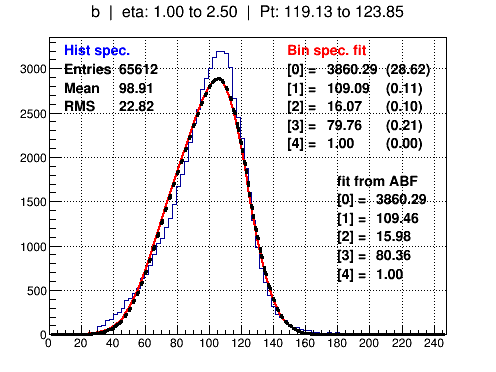 b | eta: 1.00 to 2.50 | Pt: 119.13 to 123.85
Hist spec.
Entries 65612
Mean 98.91
RMS 22.82
Bin spec. fit
[0] = 3860.29 (28.62)
[1] = 109.09 (0.11)
[2] = 16.07 (0.10)
[3] = 79.76 (0.21)
[4] = 1.00 (0.00)
fit from ABF
[0] = 3860.29
[1] = 109.46
[2] = 15.98
[3] = 80.36
[4] = 1.00
3000
2500
2000
1500
1000
500
0
0 20 40 60 80 100 120 140 160 180 200 220 240